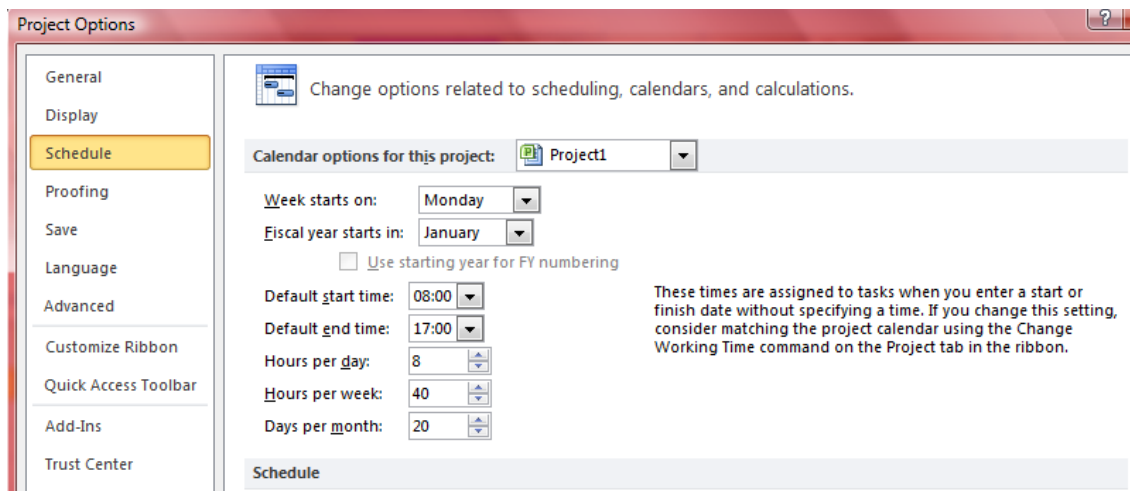 Project Options
?
General
Display
Schedule
Proofing
Save
Language
Advanced
Customize Ribbon
Quick Access Toolbar
Add-Ins
Trust Center
Change options related to scheduling, calendars, and calculations.
Calendar options for this project: Project1
Week starts on: Monday
Fiscal year starts in: January
Use starting year for FY numbering
Default start time: 08:00
Default end time: 17:00
Hours per day: 8
Hours per week: 40
Days per month: 20
These times are assigned to tasks when you enter a start or
finish date without specifying a time. If you change this setting,
consider matching the project calendar using the Change
Working Time command on the Project tab in the ribbon.
Schedule